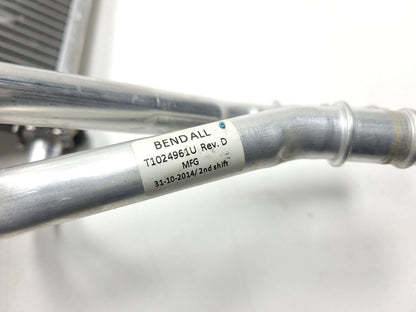 BEND ALL
T1024961U Rev. D
MFG
31-10-2014/2nd shift